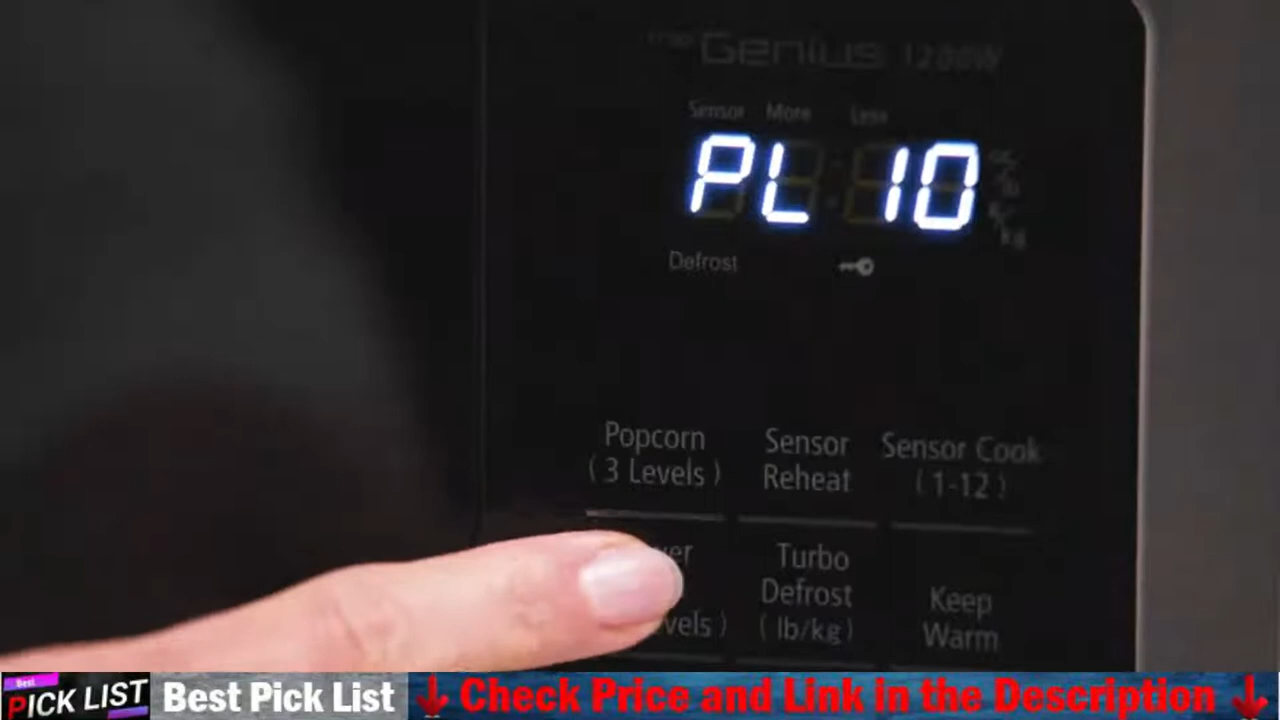 Genius 1200W
Sensor More Less
PL 10
kg
Defrost
Popcorn
( 3 Levels )
Sensor
Reheat
Sensor Cook
( 1-12 )
Turbo
Defrost
( lb/kg )
Keep
Warm
Best
PICK LIST
Best Pick List
Check Price and Link in the Description